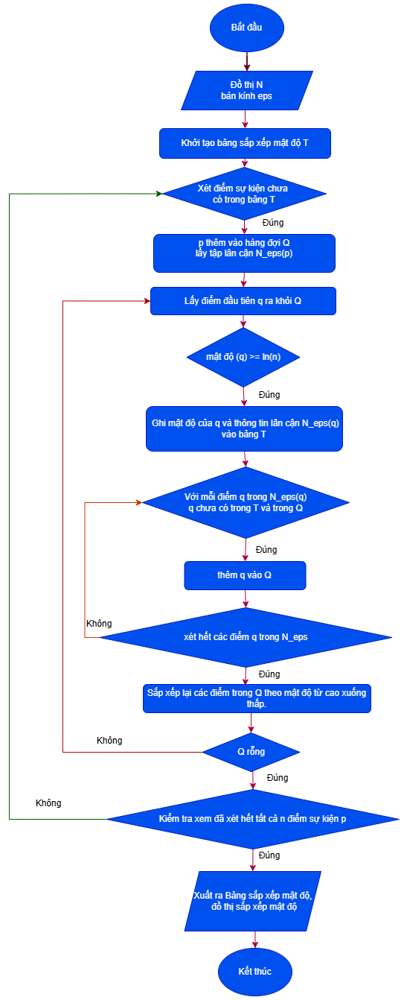 Bắt đầu
Đồ thị N
bán kính eps
Khởi tạo bảng sắp xếp mật độ T
Xét điểm sự kiện chưa
có trong bảng T
Đúng
p thêm vào hàng đợi Q
lấy tập lân cận N_eps(p)
Lấy điểm đầu tiên q ra khỏi Q
mật độ (q) >= ln(n)
Đúng
Ghi mật độ của q và thông tin lân cận N_eps(q)
vào bảng T
Với mỗi điểm q trong N_eps(q)
q chưa có trong T và trong Q
Đúng
thêm q vào Q
Không
xét hết các điểm q trong N_eps
Đúng
Sắp xếp lại các điểm trong Q theo mật độ từ cao xuống
thấp.
Không
Q rỗng
Đúng
Không
Kiểm tra xem đã xét hết tất cả n điểm sự kiện p
Đúng
Xuất ra Bảng sắp xếp mật độ,
đồ thị sắp xếp mật độ
Kết thúc